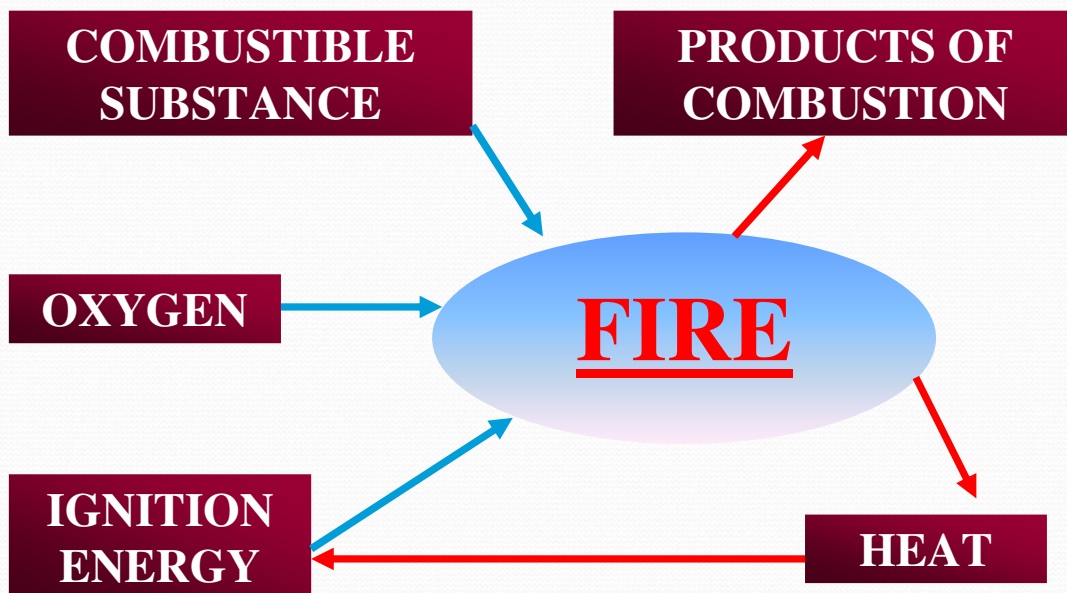 COMBUSTIBLE
SUBSTANCE
PRODUCTS OF
COMBUSTION
OXYGEN
FIRE
IGNITION
ENERGY
HEAT